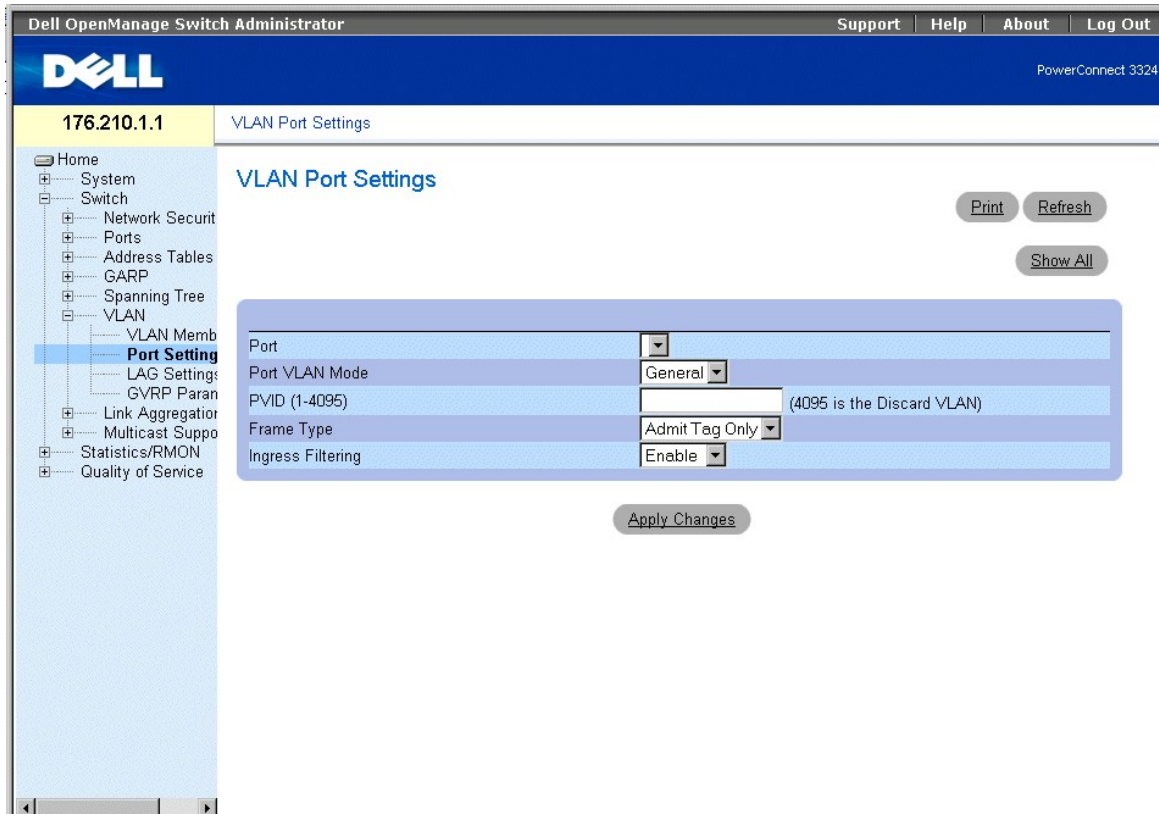 Dell OpenManage Switch Administrator
Support | Help | About | Log Out
DELL
PowerConnect 3324
176.210.1.1
VLAN Port Settings
Home
System
Switch
Network Securit
Ports
Address Tables
GARP
Spanning Tree
VLAN
VLAN Memb
Port Setting
LAG Settings
GVRP Paran
Link Aggregation
Multicast Suppo
Statistics/RMON
Quality of Service
VLAN Port Settings
Print
Refresh
Show All
Port
Port VLAN Mode General
PVID (1-4095) (4095 is the Discard VLAN)
Frame Type Admit Tag Only
Ingress Filtering Enable
Apply Changes